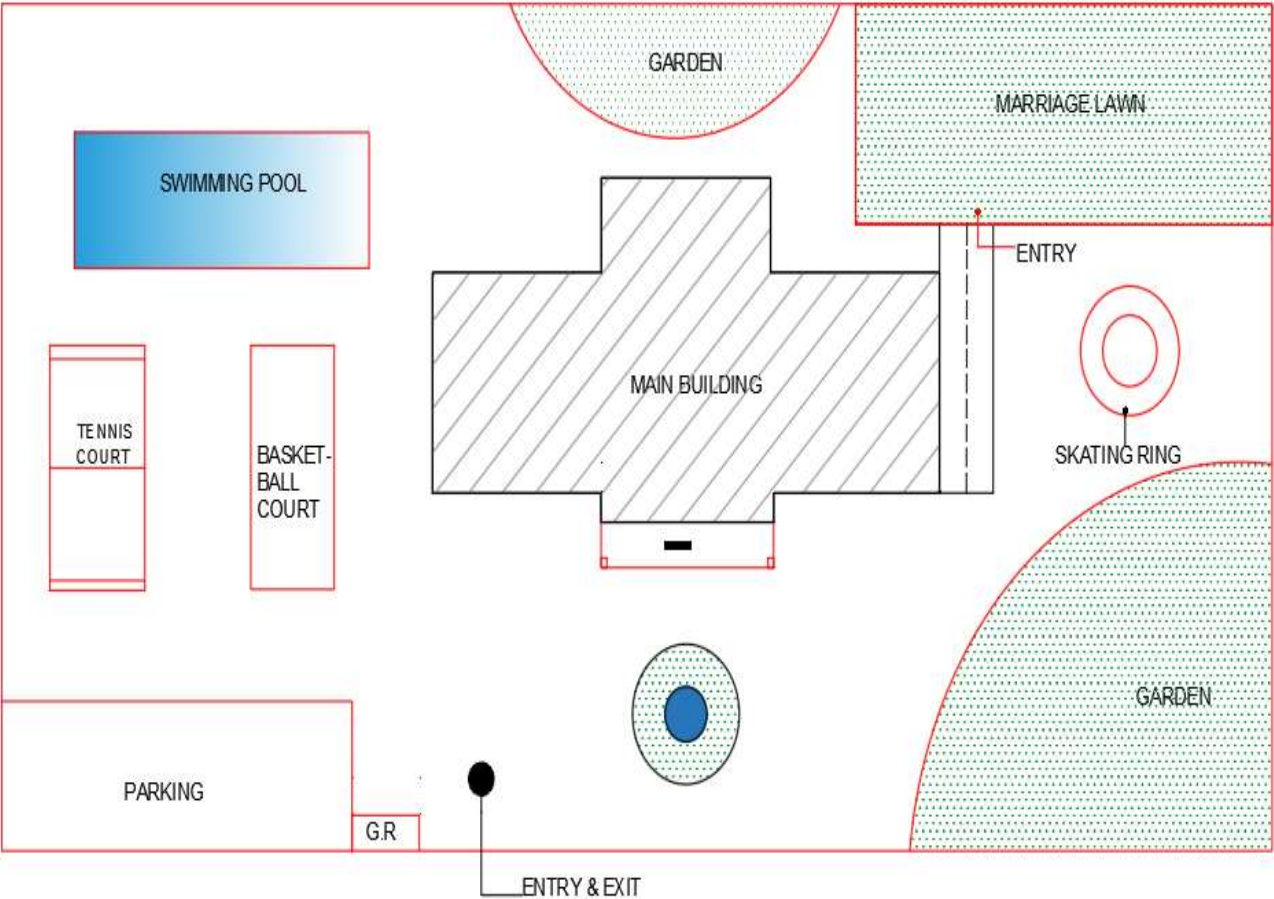 GARDEN
MARRIAGE LAWN
SWIMMING POOL
ENTRY
MAIN BUILDING
TENNIS
COURT
BASKET-
BALL
COURT
SKATING RING
GARDEN
PARKING
G.R
ENTRY & EXIT